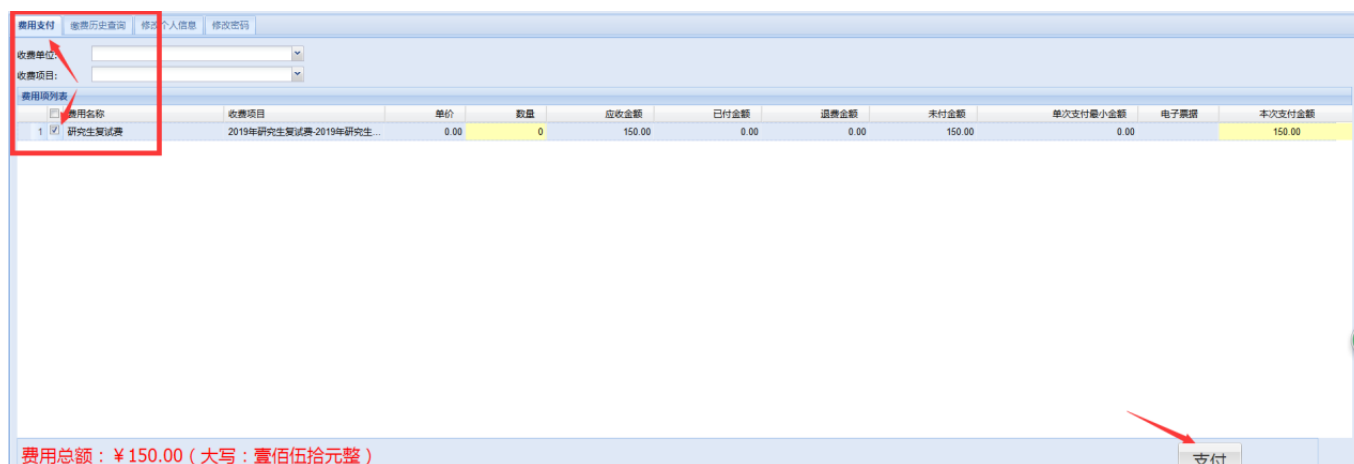 费用支付 缴费历史查询 修改个人信息 修改密码
收费单位:
收费项目:
费用项列表
费用名称 收费项目 单价 数量 应收金额 已付金额 退费金额 未付金额 单次支付最小金额 电子票据 本次支付金额
1 研究生复试费 2019年研究生复试费-2019年研究生... 0.00 0 150.00 0.00 0.00 150.00 0.00 150.00
费用总额：￥150.00（大写：壹佰伍拾元整） 支付